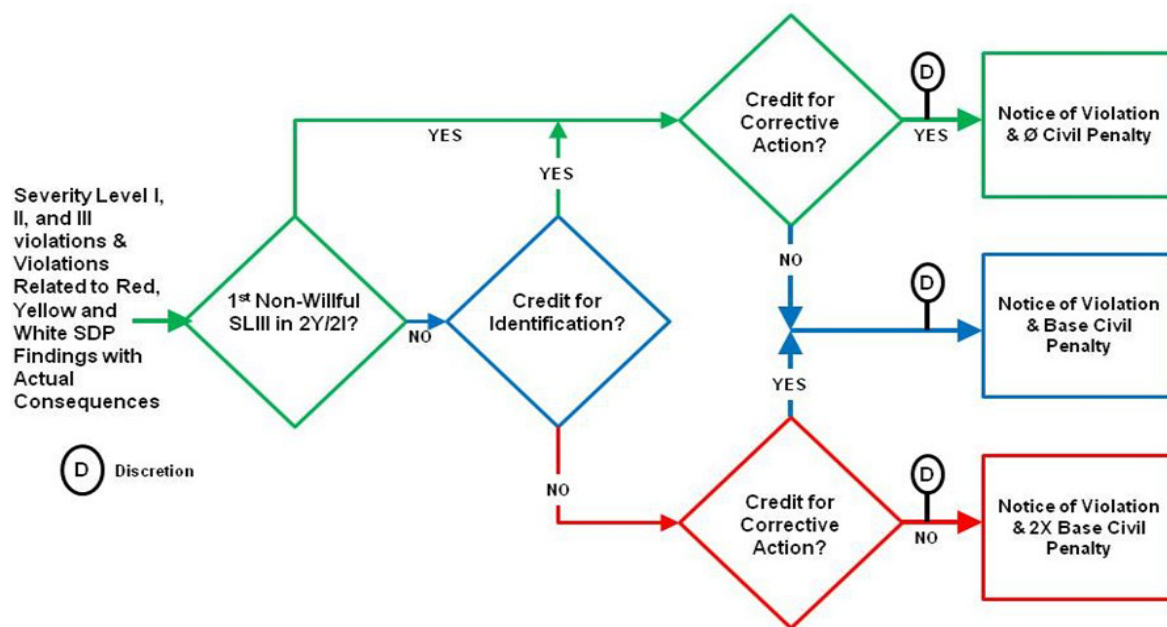 Severity Level I,
II, and III
violations &
Violations
Related to Red,
Yellow and
White SDP
Findings with
Actual
Consequences
D Discretion
1st Non-Willful
SLIII in 2Y/2I?
YES
NO
Credit for
Identification?
YES
NO
Credit for
Corrective
Action?
D
YES
NO
Notice of Violation
& Ø Civil Penalty
D
Notice of Violation
& Base Civil
Penalty
YES
Credit for
Corrective
Action?
D
NO
Notice of Violation
& 2X Base Civil
Penalty